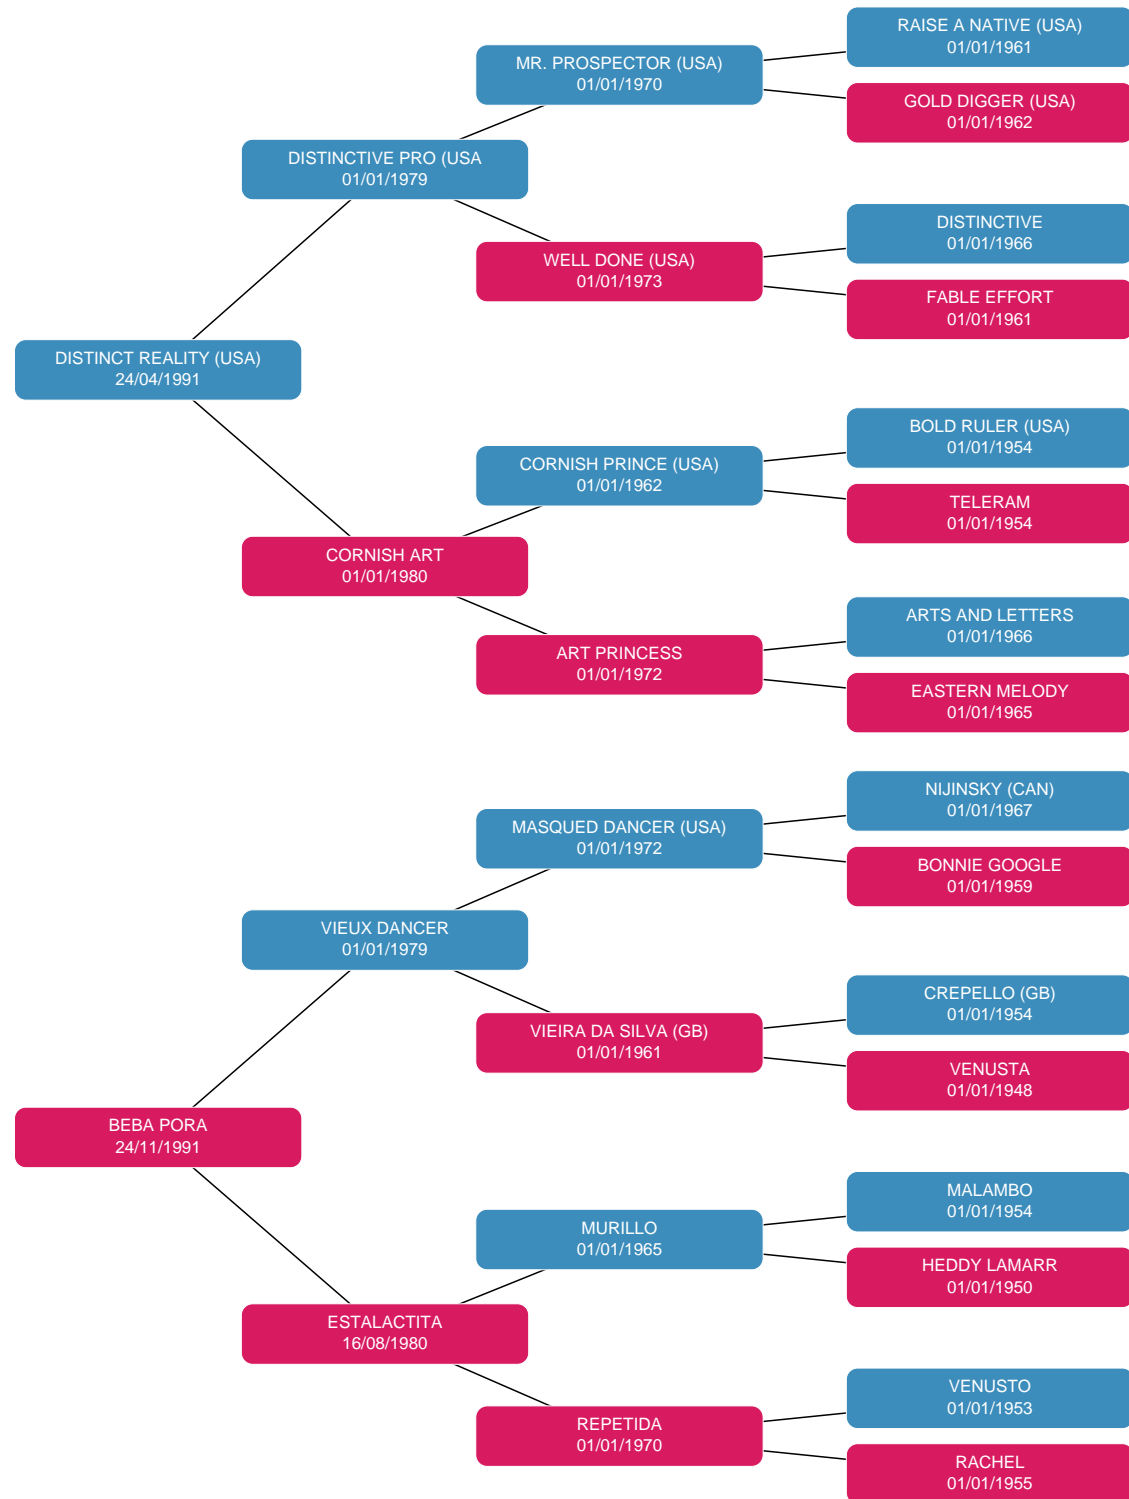 RAISE A NATIVE (USA)
01/01/1961
MR. PROSPECTOR (USA)
01/01/1970
GOLD DIGGER (USA)
01/01/1962
DISTINCTIVE PRO (USA
01/01/1979
DISTINCTIVE
01/01/1966
WELL DONE (USA)
01/01/1973
FABLE EFFORT
01/01/1961
DISTINCT REALITY (USA)
24/04/1991
BOLD RULER (USA)
01/01/1954
CORNISH PRINCE (USA)
01/01/1962
TELERAM
01/01/1954
CORNISH ART
01/01/1980
ARTS AND LETTERS
01/01/1966
ART PRINCESS
01/01/1972
EASTERN MELODY
01/01/1965
NIJINSKY (CAN)
01/01/1967
MASQUED DANCER (USA)
01/01/1972
BONNIE GOOGLE
01/01/1959
VIEUX DANCER
01/01/1979
CREPELLO (GB)
01/01/1954
VIEIRA DA SILVA (GB)
01/01/1961
VENUSTA
01/01/1948
BEBA PORA
24/11/1991
MALAMBO
01/01/1954
MURILLO
01/01/1965
HEDDY LAMARR
01/01/1950
ESTALACTITA
16/08/1980
VENUSTO
01/01/1953
REPETIDA
01/01/1970
RACHEL
01/01/1955